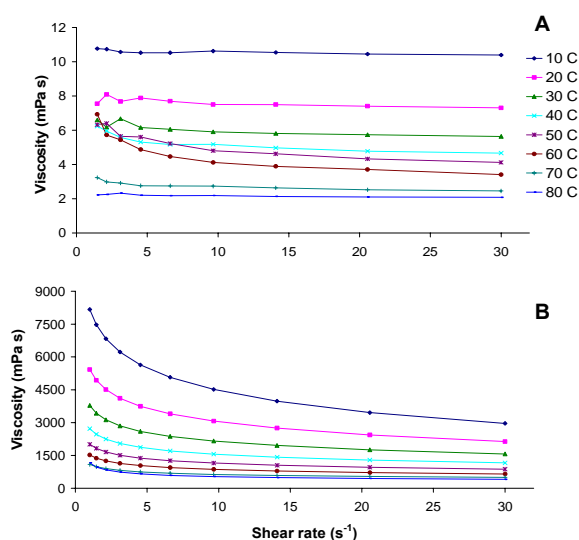 A
12
10
8
6
4
2
0
Viscosity (mPa s)
0 5 10 15 20 25 30
10 C
20 C
30 C
40 C
50 C
60 C
70 C
80 C
B
9000
7500
6000
4500
3000
1500
0
Viscosity (mPa s)
0 5 10 15 20 25 30
Shear rate (s⁻¹)